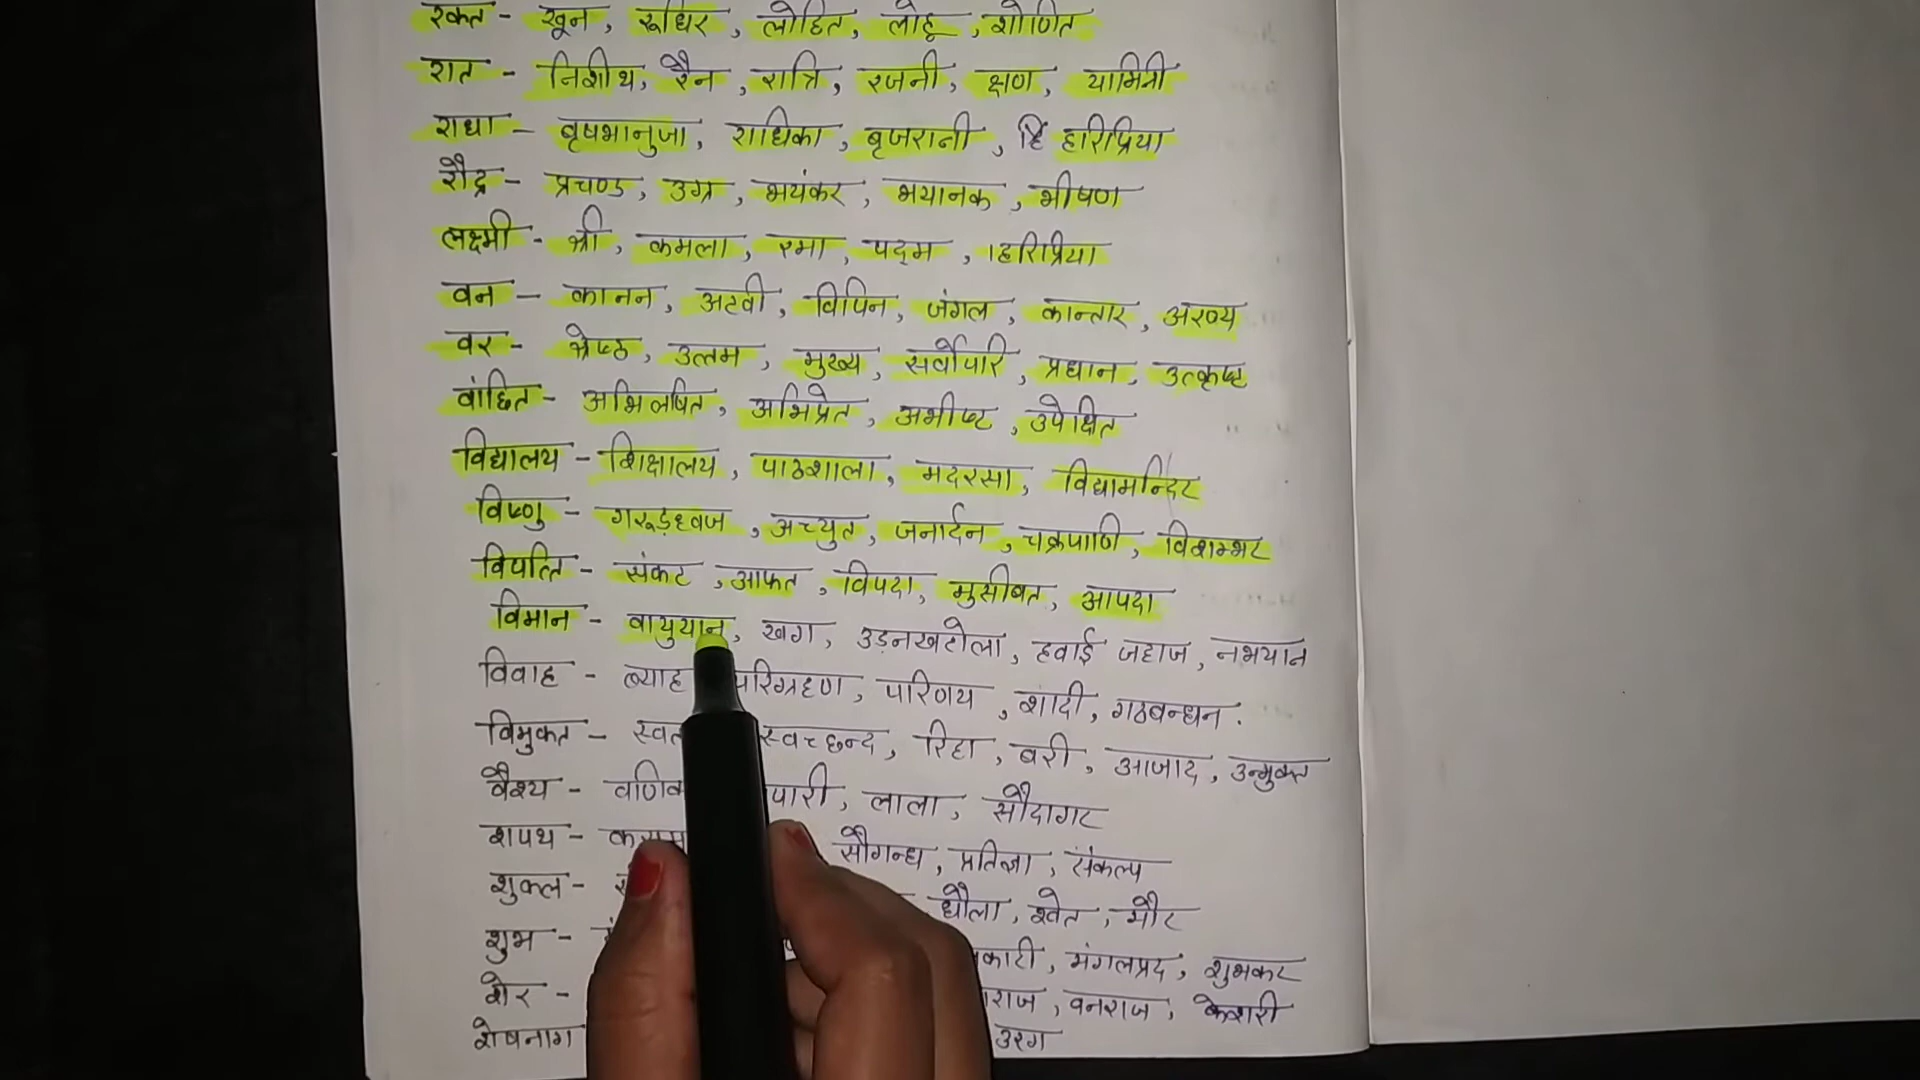 रक्त - खून, रूधिर, लोहित, लोहू, शोणित
रात - निशीथ, रैन, रात्रि, रजनी, क्षण, यामिनी
राधा - बृषभानुजा, राधिका, बृजरानी, हरिप्रिया
रौद्र - प्रचण्ड, उग्र, भयंकर, भयानक, भीषण
लक्ष्मी - श्री, कमला, रमा, पद्म, हरिप्रिया
वन - कानन, अटवी, विपिन, जंगल, कान्तार, अरण्य
वर - श्रेष्ठ, उत्तम, मुख्य, सर्वोपरि, प्रधान, उत्कृष्ट
वांछित - अभिलषित, अभिप्रेत, अभीष्ट, उपेक्षित
विद्यालय - शिक्षालय, पाठशाला, मदरसा, विद्यामन्दिर
विष्णु - गरूड़ध्वज, अच्युत, जनार्दन, चक्रपाणि, विशम्भर
विपत्ति - संकट, आफत, विपदा, मुसीबत, आपदा
विमान - वायुयान, खग, उड़नखटोला, हवाई जहाज, नभयान
विवाह - ब्याह परिग्रहण, परिणय, शादी, गठबन्धन.
विमुक्त - स्वच्छन्द, रिहा, बरी, आजाद, उन्मुक्त
वैश्य - लाला, सौदागर
शपथ - सौगन्ध, प्रतिज्ञा, संकल्प
शुक्ल - धौला, श्वेत, गौर
शुभ - मंगलप्रद, शुभकर
शेर - वनराज, केशरी
शेषनाग उरग